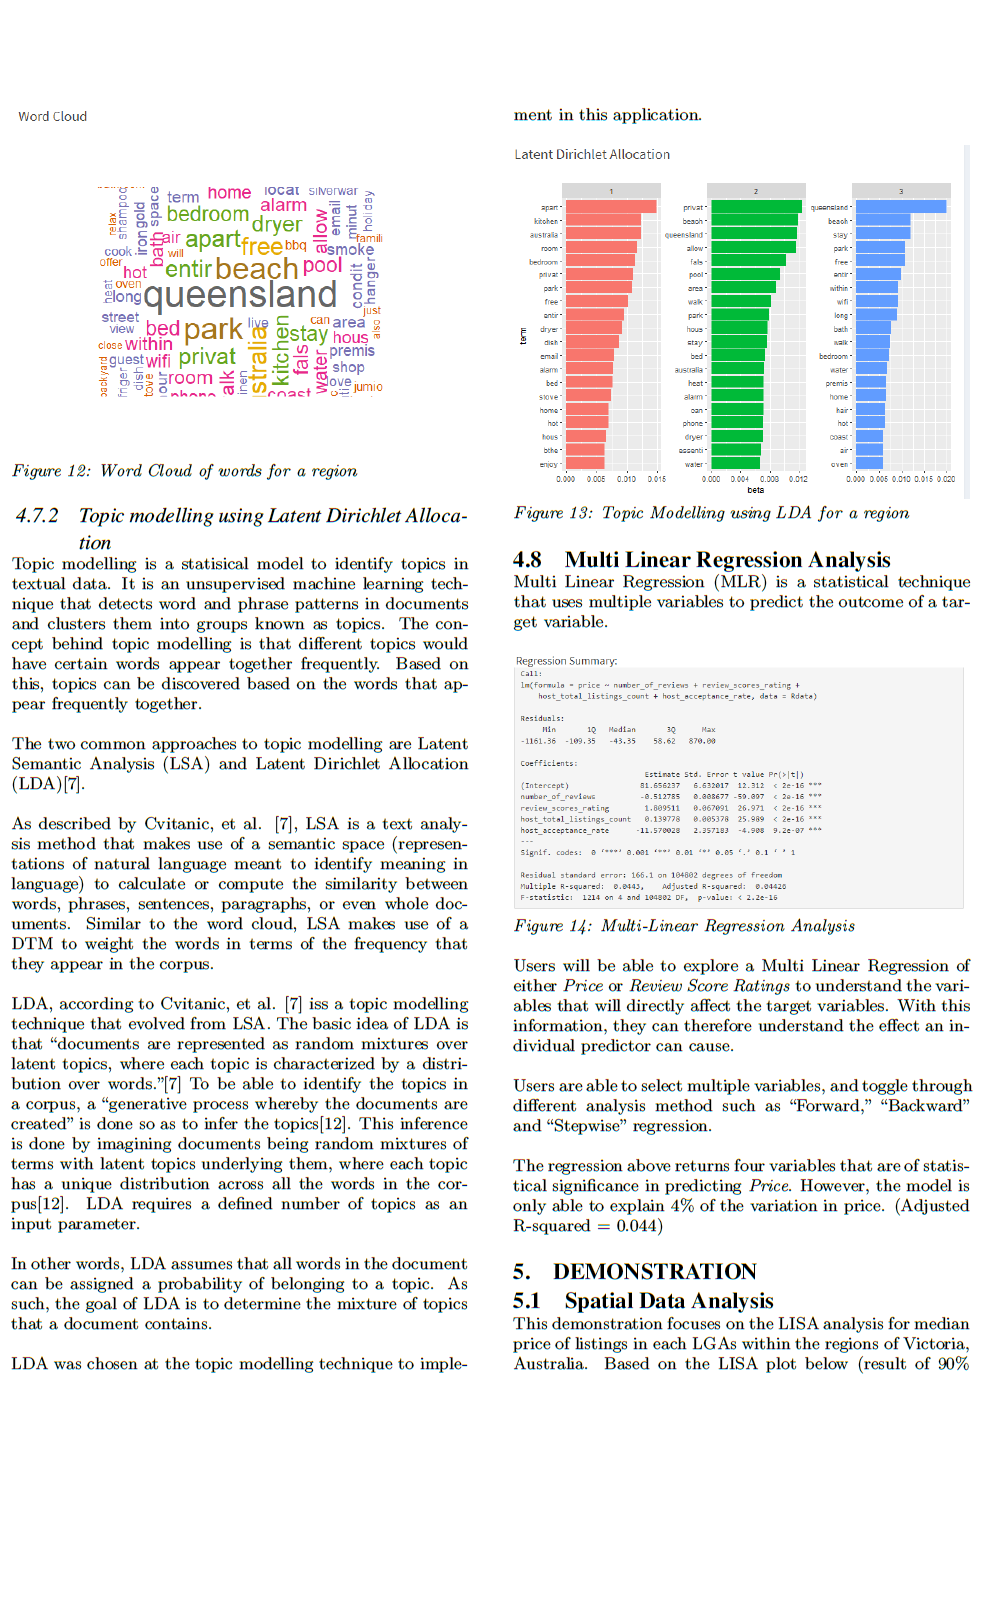 Word Cloud
term home locat silverwar
relax
shampoo
irongold
space
bedroom alarm
dryer
allow
email
minut
holiday
bath
air apart free bbq
famili
cook will smoke
offer hot entir beach pool
condit
hangers
heat
oven
long queensland
just
street
view bed park live
stay can area
also
close within
kitchen
hous
guest wifi privat
fals
water
premis
shop
backyard
dish
stove
room
love jumio
coast
Figure 12: Word Cloud of words for a region
4.7.2 Topic modelling using Latent Dirichlet Alloca-
tion
Topic modelling is a statisical model to identify topics in
textual data. It is an unsupervised machine learning tech-
nique that detects word and phrase patterns in documents
and clusters them into groups known as topics. The con-
cept behind topic modelling is that different topics would
have certain words appear together frequently. Based on
this, topics can be discovered based on the words that ap-
pear frequently together.
The two common approaches to topic modelling are Latent
Semantic Analysis (LSA) and Latent Dirichlet Allocation
(LDA)[7].
As described by Cvitanic, et al. [7], LSA is a text analy-
sis method that makes use of a semantic space (represen-
tations of natural language meant to identify meaning in
language) to calculate or compute the similarity between
words, phrases, sentences, paragraphs, or even whole doc-
uments. Similar to the word cloud, LSA makes use of a
DTM to weight the words in terms of the frequency that
they appear in the corpus.
LDA, according to Cvitanic, et al. [7] iss a topic modelling
technique that evolved from LSA. The basic idea of LDA is
that “documents are represented as random mixtures over
latent topics, where each topic is characterized by a distri-
bution over words.”[7] To be able to identify the topics in
a corpus, a “generative process whereby the documents are
created” is done so as to infer the topics[12]. This inference
is done by imagining documents being random mixtures of
terms with latent topics underlying them, where each topic
has a unique distribution across all the words in the cor-
pus[12]. LDA requires a defined number of topics as an
input parameter.
In other words, LDA assumes that all words in the document
can be assigned a probability of belonging to a topic. As
such, the goal of LDA is to determine the mixture of topics
that a document contains.
LDA was chosen at the topic modelling technique to imple-
ment in this application.
Latent Dirichlet Allocation
1 2 3
term
apart
kitchen
australia
room
bedroom
privat
park
free
entir
dryer
dish
email
alarm
bed
stove
home
hot
hous
bthe
enjoy
0.000 0.005 0.010 0.015
privat
beach
queensland
allow
fals
pool
area
walk
park
hous
stay
bed
australia
heat
alarm
can
phone
dryer
essenti
water
0.000 0.004 0.008 0.012
queensland
beach
stay
park
free
entir
within
wifi
long
bath
walk
bedroom
water
premis
home
hair
hot
coast
air
oven
0.000 0.005 0.010 0.015 0.020
beta
Figure 13: Topic Modelling using LDA for a region
4.8 Multi Linear Regression Analysis
Multi Linear Regression (MLR) is a statistical technique
that uses multiple variables to predict the outcome of a tar-
get variable.
Regression Summary:
Call:
lm(formula = price ~ number_of_reviews + review_scores_rating +
host_total_listings_count + host_acceptance_rate, data = Rdata)
Residuals:
Min 1Q Median 3Q Max
-1161.36 -109.35 -43.35 58.62 870.00
Coefficients:
Estimate Std. Error t value Pr(>|t|)
(Intercept) 81.656237 6.632017 12.312 < 2e-16 ***
number_of_reviews -0.512785 0.008677 -59.097 < 2e-16 ***
review_scores_rating 1.809511 0.067091 26.971 < 2e-16 ***
host_total_listings_count 0.139778 0.005378 25.989 < 2e-16 ***
host_acceptance_rate -11.570028 2.357183 -4.908 9.2e-07 ***
---
Signif. codes: 0 ‘***’ 0.001 ‘**’ 0.01 ‘*’ 0.05 ‘.’ 0.1 ‘ ’ 1
Residual standard error: 166.1 on 104802 degrees of freedom
Multiple R-squared: 0.0443, Adjusted R-squared: 0.04426
F-statistic: 1214 on 4 and 104802 DF, p-value: < 2.2e-16
Figure 14: Multi-Linear Regression Analysis
Users will be able to explore a Multi Linear Regression of
either Price or Review Score Ratings to understand the vari-
ables that will directly affect the target variables. With this
information, they can therefore understand the effect an in-
dividual predictor can cause.
Users are able to select multiple variables, and toggle through
different analysis method such as “Forward,” “Backward”
and “Stepwise” regression.
The regression above returns four variables that are of statis-
tical significance in predicting Price. However, the model is
only able to explain 4% of the variation in price. (Adjusted
R-squared = 0.044)
5. DEMONSTRATION
5.1 Spatial Data Analysis
This demonstration focuses on the LISA analysis for median
price of listings in each LGAs within the regions of Victoria,
Australia. Based on the LISA plot below (result of 90%